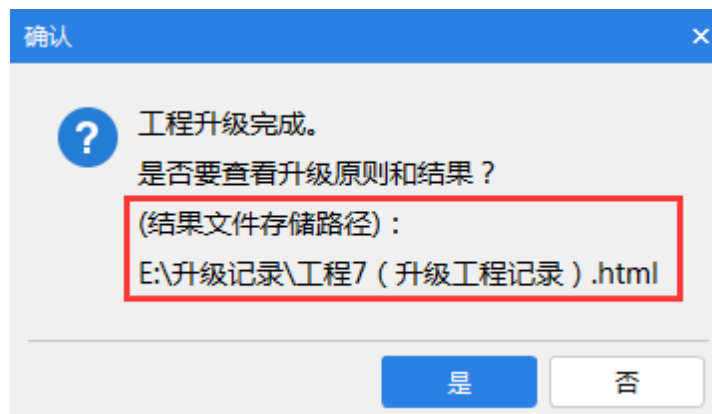 确认
工程升级完成。
是否要查看升级原则和结果？
(结果文件存储路径)：
E:\升级记录\工程7（升级工程记录）.html
是
否